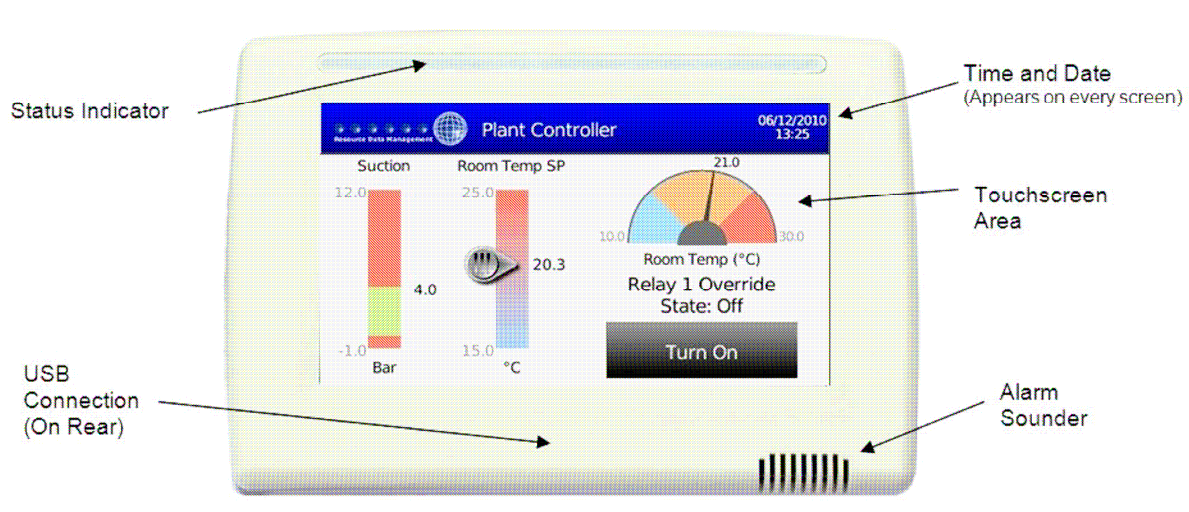 Status Indicator
Time and Date
(Appears on every screen)
Resource Data Management
Plant Controller
06/12/2010
13:25
Suction
12.0
4.0
-1.0
Bar
Room Temp SP
25.0
20.3
15.0
°C
21.0
10.0
30.0
Room Temp (°C)
Relay 1 Override
State: Off
Turn On
Touchscreen
Area
USB
Connection
(On Rear)
Alarm
Sounder